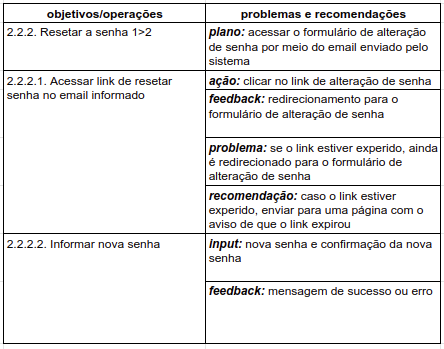 objetivos/operações
problemas e recomendações
2.2.2. Resetar a senha 1>2
plano: acessar o formulário de alteração
de senha por meio do email enviado pelo
sistema
2.2.2.1. Acessar link de resetar
senha no email informado
ação: clicar no link de alteração de senha
feedback: redirecionamento para o
formulário de alteração de senha
problema: se o link estiver experido, ainda
é redirecionado para o formulário de
alteração de senha
recomendação: caso o link estiver
experido, enviar para uma página com o
aviso de que o link expirou
2.2.2.2. Informar nova senha
input: nova senha e confirmação da nova
senha
feedback: mensagem de sucesso ou erro